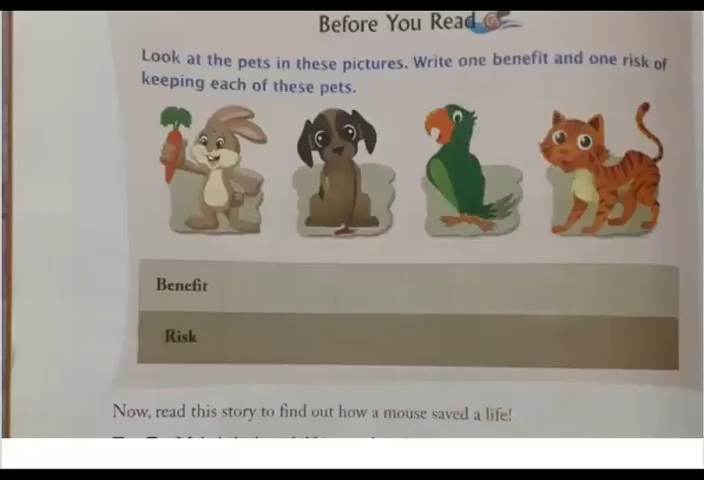 Before You Read
Look at the pets in these pictures. Write one benefit and one risk of
keeping each of these pets.
Benefit
Risk
Now, read this story to find out how a mouse saved a life!